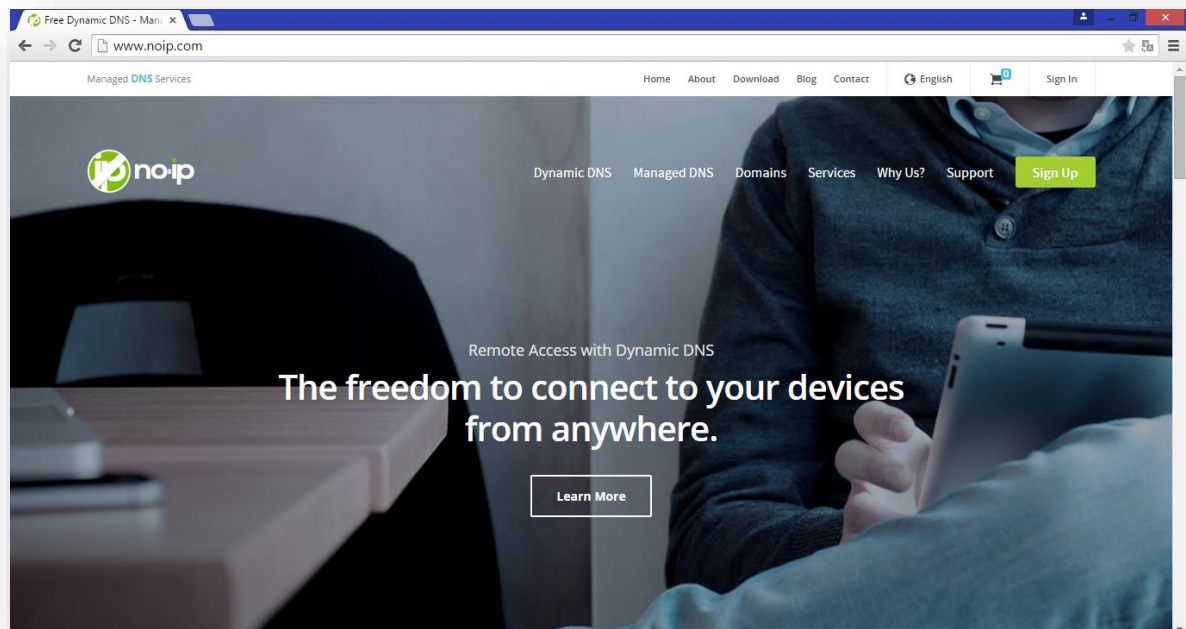 Free Dynamic DNS - Mana
www.noip.com
Managed DNS Services
Home About Download Blog Contact English 0 Sign In
no·ip
Dynamic DNS Managed DNS Domains Services Why Us? Support Sign Up
Remote Access with Dynamic DNS
The freedom to connect to your devices
from anywhere.
Learn More